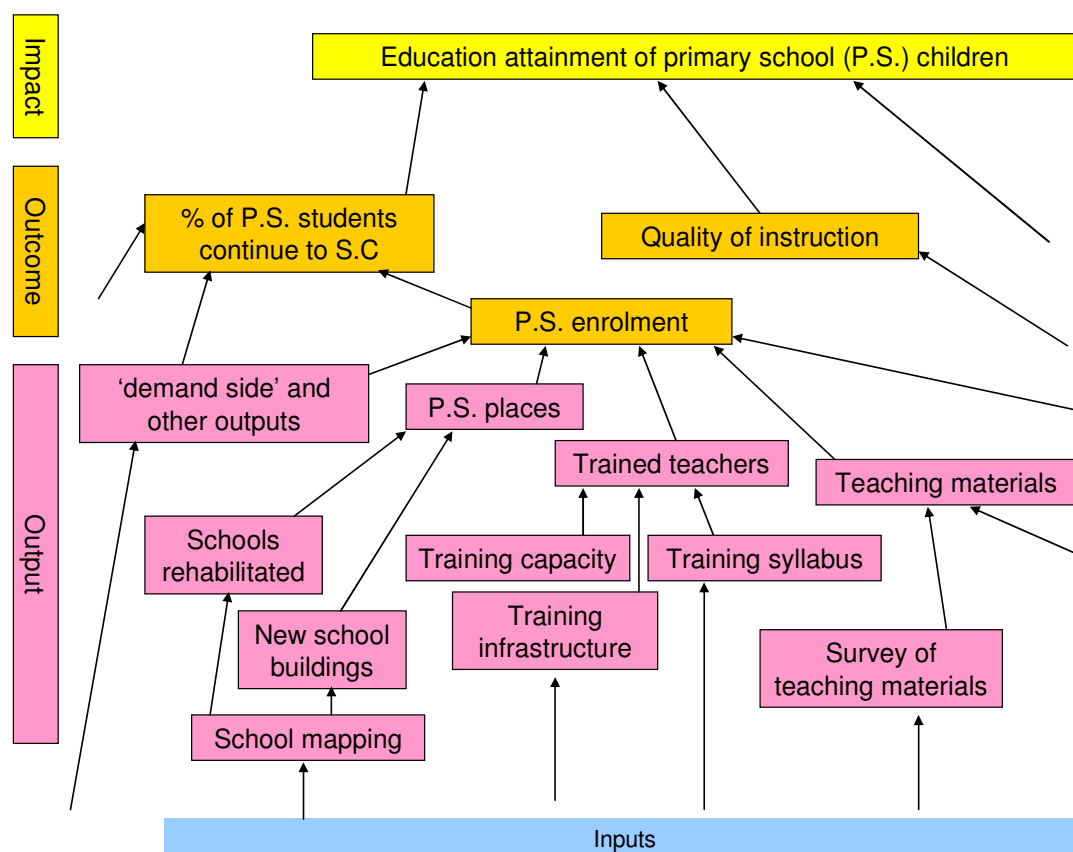 Impact
Education attainment of primary school (P.S.) children
Outcome
% of P.S. students
continue to S.C
Quality of instruction
P.S. enrolment
Output
‘demand side’ and
other outputs
P.S. places
Trained teachers
Teaching materials
Schools
rehabilitated
Training capacity
Training syllabus
Training
infrastructure
New school
buildings
Survey of
teaching materials
School mapping
Inputs